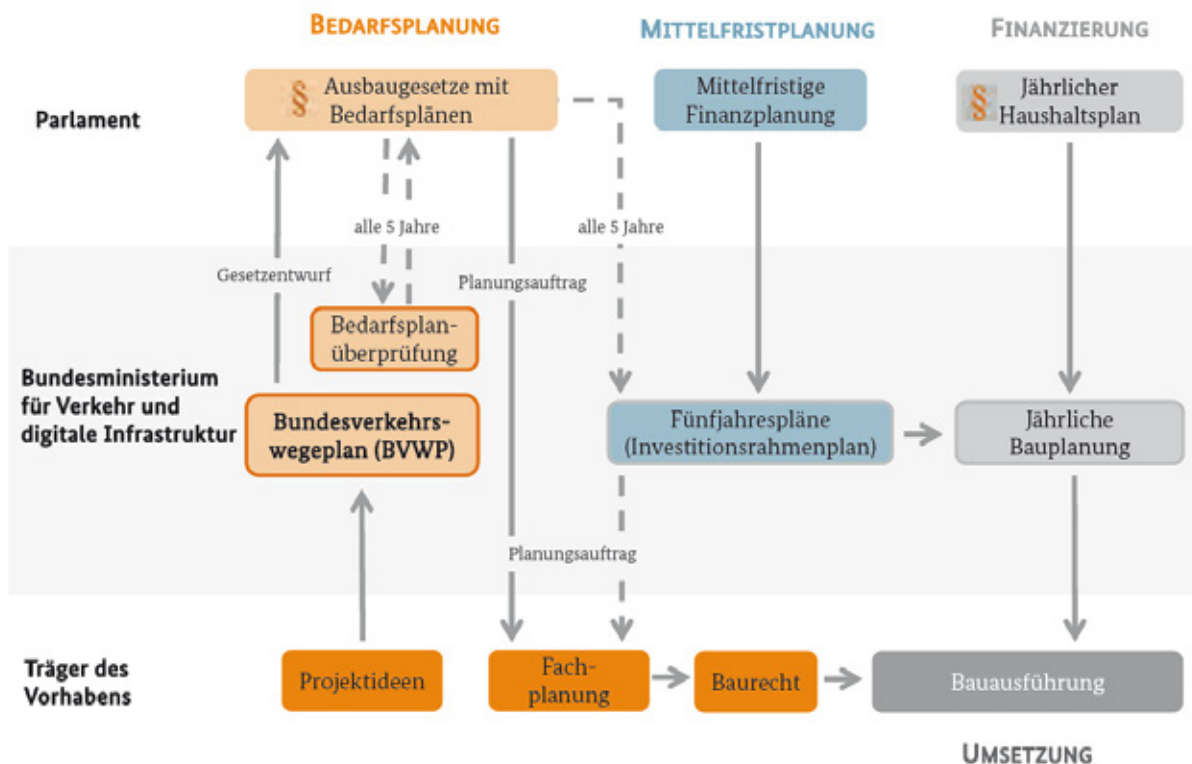 BEDARFSPLANUNG
MITTELFRISTPLANUNG
FINANZIERUNG
Parlament
§ Ausbaugesetze mit
Bedarfsplänen
Mittelfristige
Finanzplanung
§ Jährlicher
Haushaltsplan
alle 5 Jahre
alle 5 Jahre
Gesetzentwurf
Planungsauftrag
Bedarfsplan-
überprüfung
Bundesministerium
für Verkehr und
digitale Infrastruktur
Bundesverkehrs-
wegeplan (BVWP)
Fünfjahrespläne
(Investitionsrahmenplan)
Jährliche
Bauplanung
Planungsauftrag
Träger des
Vorhabens
Projektideen
Fach-
planung
Baurecht
Bauausführung
UMSETZUNG